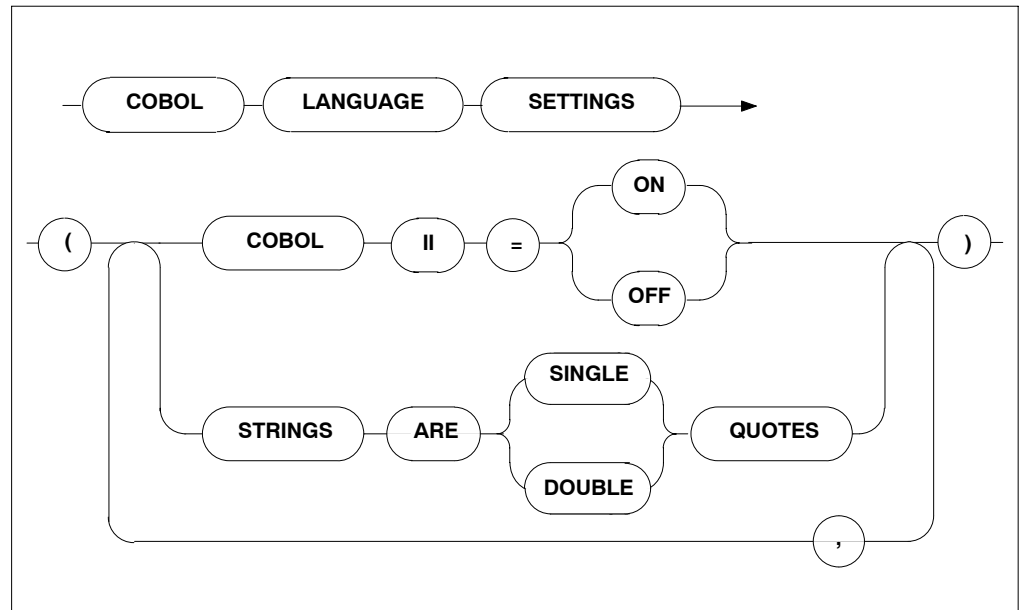 COBOL LANGUAGE SETTINGS
ON
( COBOL II = )
OFF
SINGLE
STRINGS ARE QUOTES
DOUBLE
,